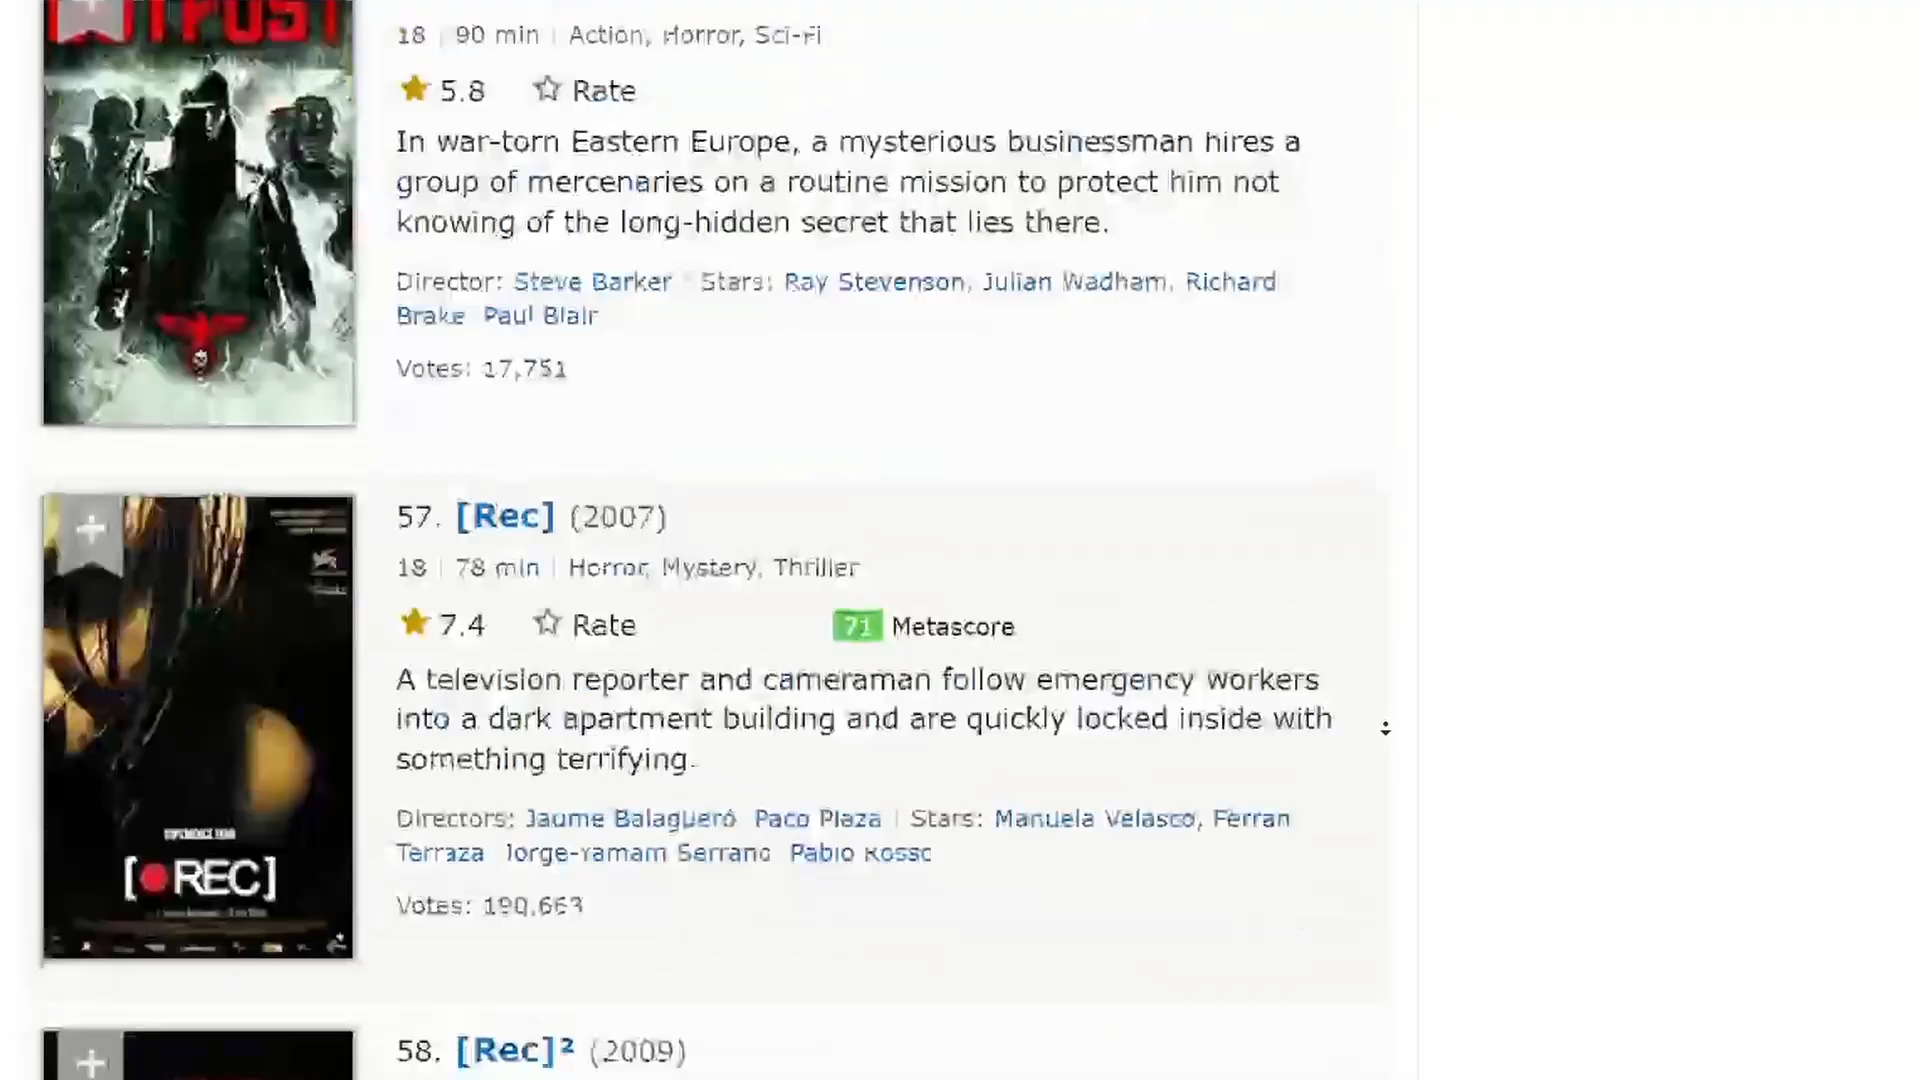 OUTPOST
18 | 90 min | Action, Horror, Sci-Fi
5.8 Rate
In war-torn Eastern Europe, a mysterious businessman hires a
group of mercenaries on a routine mission to protect him not
knowing of the long-hidden secret that lies there.
Director: Steve Barker | Stars: Ray Stevenson, Julian Wadham, Richard
Brake, Paul Blair
Votes: 17,751
57. [Rec] (2007)
18 | 78 min | Horror, Mystery, Thriller
7.4 Rate 71 Metascore
A television reporter and cameraman follow emergency workers
into a dark apartment building and are quickly locked inside with
something terrifying.
Directors: Jaume Balagueró, Paco Plaza | Stars: Manuela Velasco, Ferran
Terraza, Jorge-Yamam Serrano, Pablo Rosso
Votes: 190,663
[REC]
58. [Rec]² (2009)